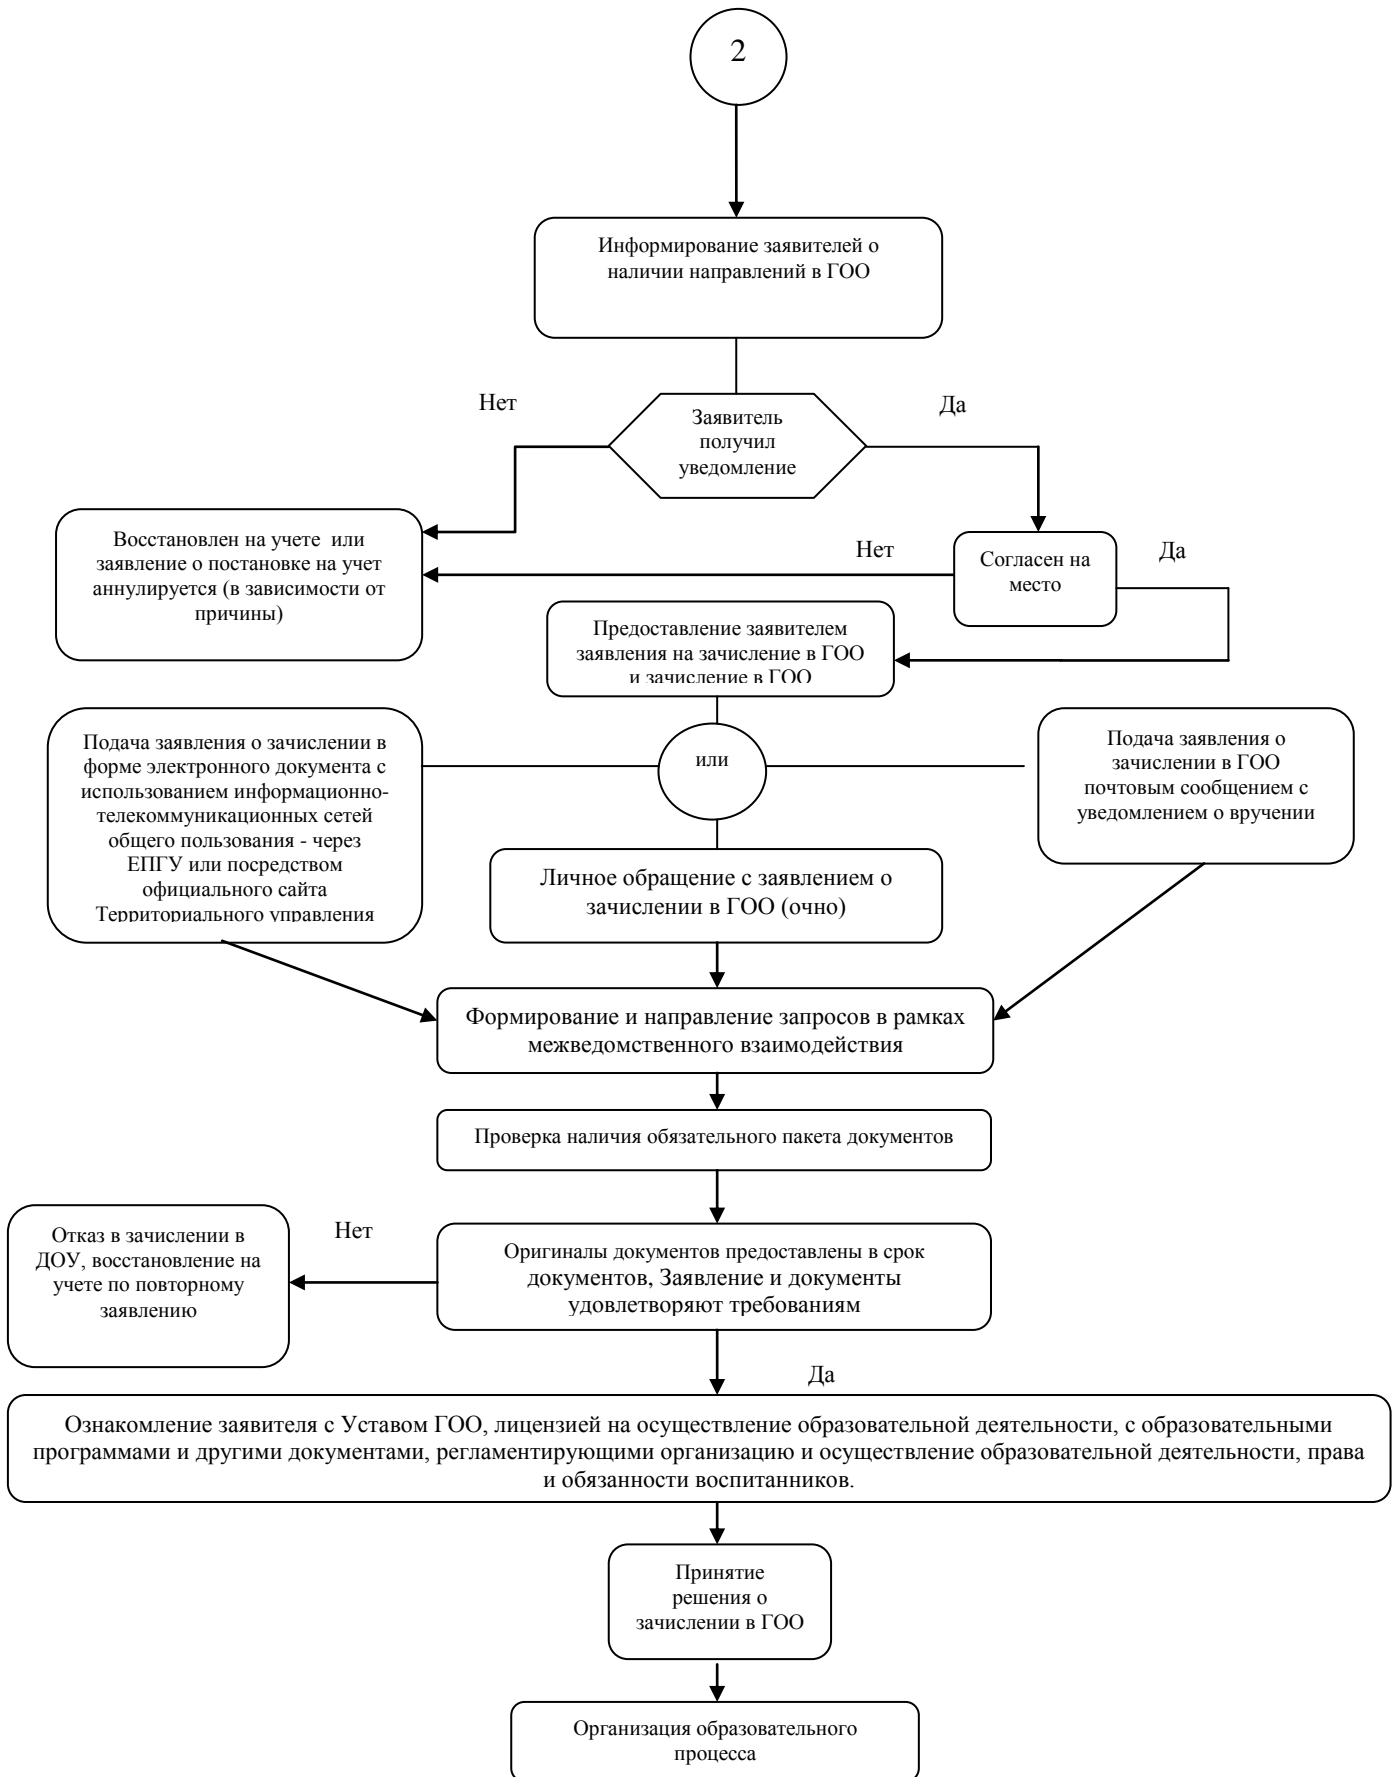 2
Информирование заявителей о
наличии направлений в ГОО
Нет
Да
Заявитель
получил
уведомление
Восстановлен на учете или
заявление о постановке на учет
аннулируется (в зависимости от
причины)
Нет
Согласен на
место
Да
Предоставление заявителем
заявления на зачисление в ГОО
и зачисление в ГОО
Подача заявления о зачислении в
форме электронного документа с
использованием информационно-
телекоммуникационных сетей
общего пользования - через
ЕПГУ или посредством
официального сайта
Территориального управления
или
Подача заявления о
зачислении в ГОО
почтовым сообщением с
уведомлением о вручении
Личное обращение с заявлением о
зачислении в ГОО (очно)
Формирование и направление запросов в рамках
межведомственного взаимодействия
Проверка наличия обязательного пакета документов
Отказ в зачислении в
ДОУ, восстановление на
учете по повторному
заявлению
Нет
Оригиналы документов предоставлены в срок
документов, Заявление и документы
удовлетворяют требованиям
Да
Ознакомление заявителя с Уставом ГОО, лицензией на осуществление образовательной деятельности, с образовательными
программами и другими документами, регламентирующими организацию и осуществление образовательной деятельности, права
и обязанности воспитанников.
Принятие
решения о
зачислении в ГОО
Организация образовательного
процесса